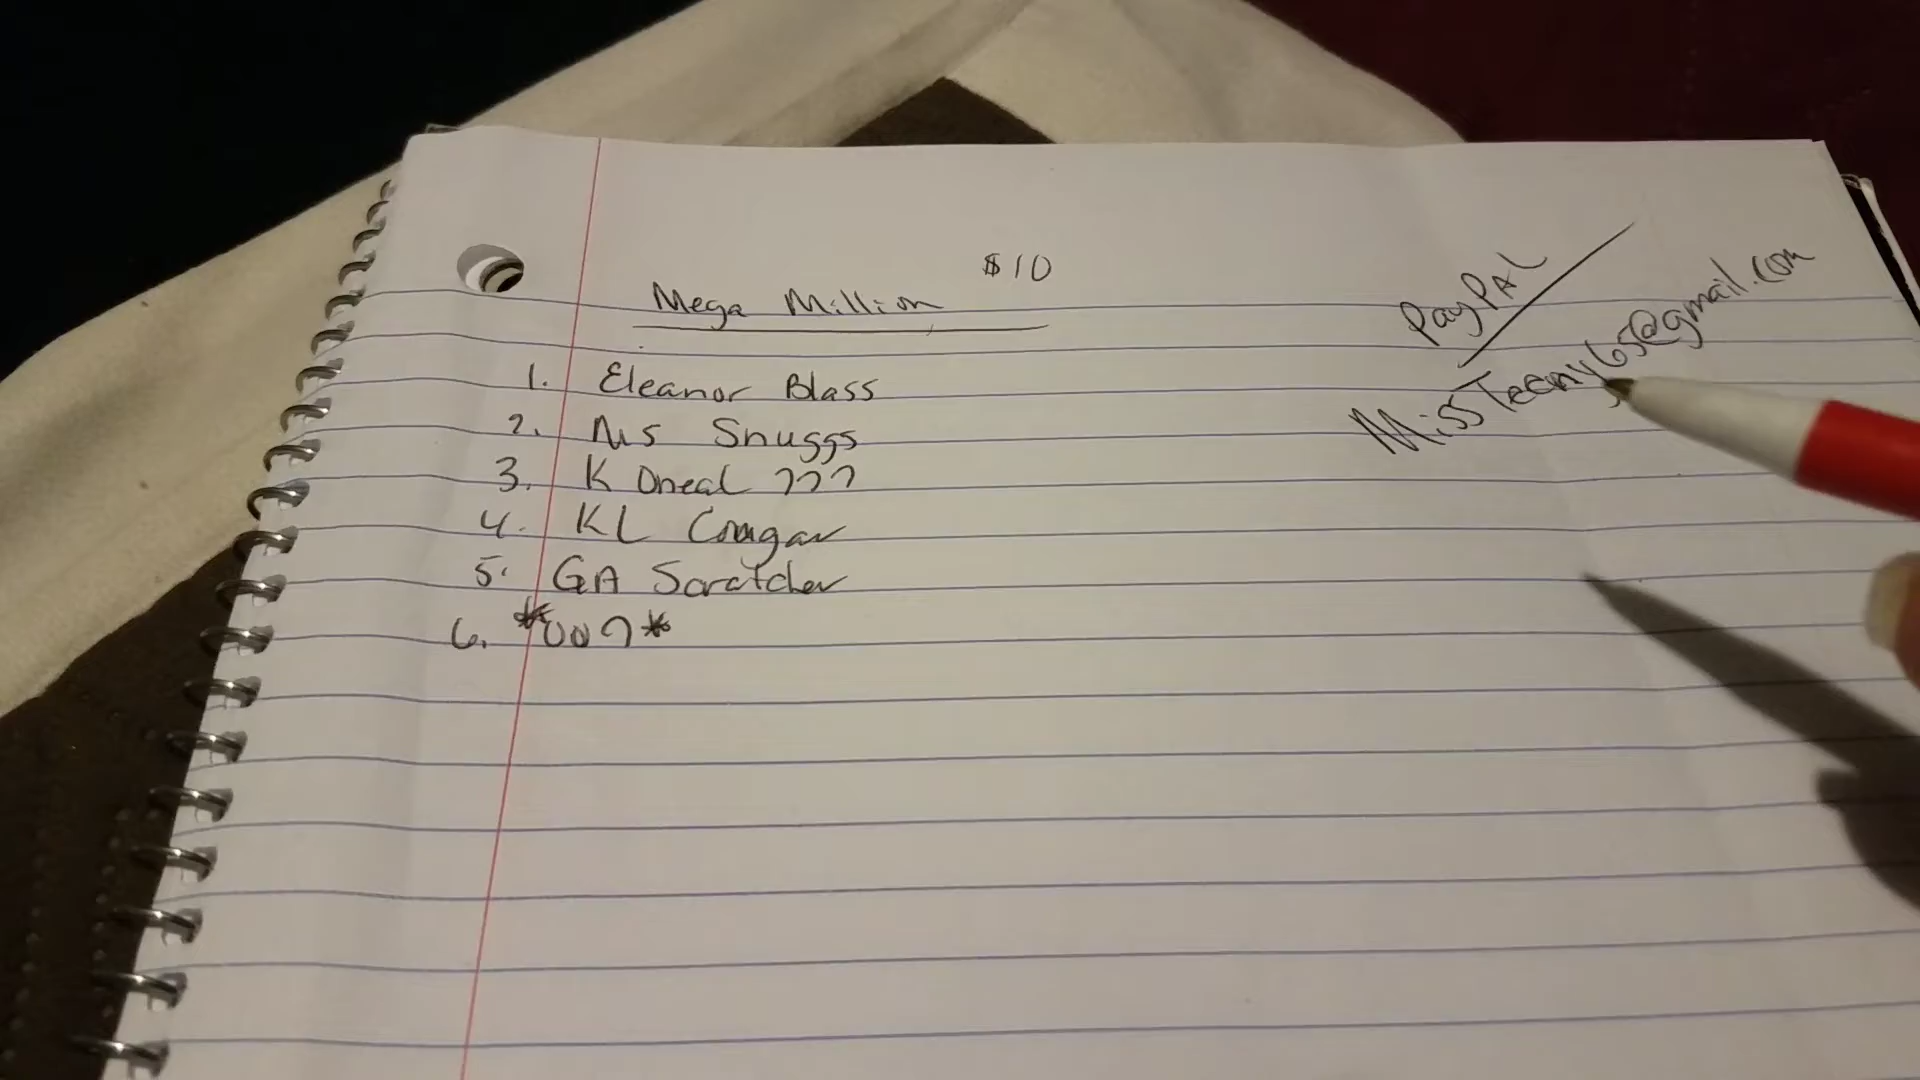 $10
Mega Million
1. Eleanor Blass
2. Ms Snuggs
3. K Oneal ???
4. KL Cougar
5. GA Scratcher
6. *007*
PayPAL
MissTeeny65@gmail.com